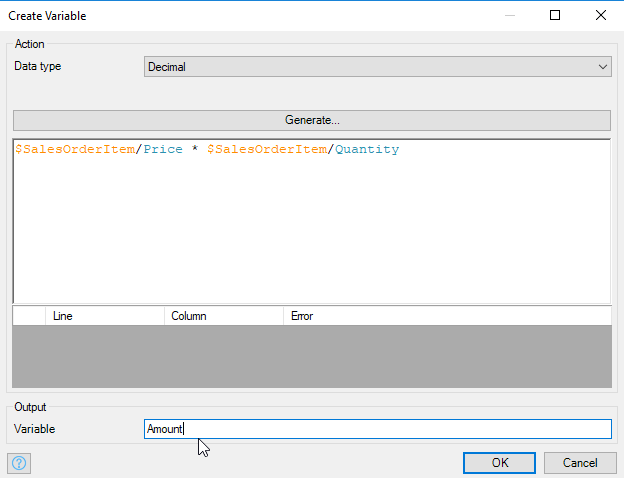 Create Variable
Action
Data type Decimal
Generate...
$SalesOrderItem/Price * $SalesOrderItem/Quantity
Line Column Error
Output
Variable Amount
? OK Cancel